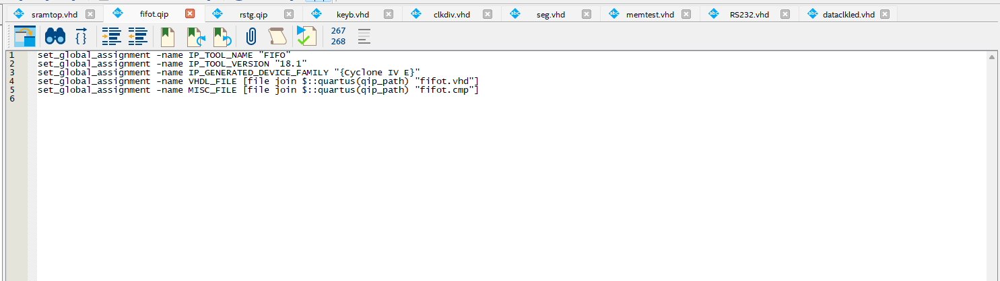 sramtop.vhd fifot.qip rstg.qip keyb.vhd clkdiv.vhd seg.vhd memtest.vhd RS232.vhd dataclkled.vhd
267
268
1 set_global_assignment -name IP_TOOL_NAME "FIFO"
2 set_global_assignment -name IP_TOOL_VERSION "18.1"
3 set_global_assignment -name IP_GENERATED_DEVICE_FAMILY "{Cyclone IV E}"
4 set_global_assignment -name VHDL_FILE [file join $::quartus(qip_path) "fifot.vhd"]
5 set_global_assignment -name MISC_FILE [file join $::quartus(qip_path) "fifot.cmp"]
6